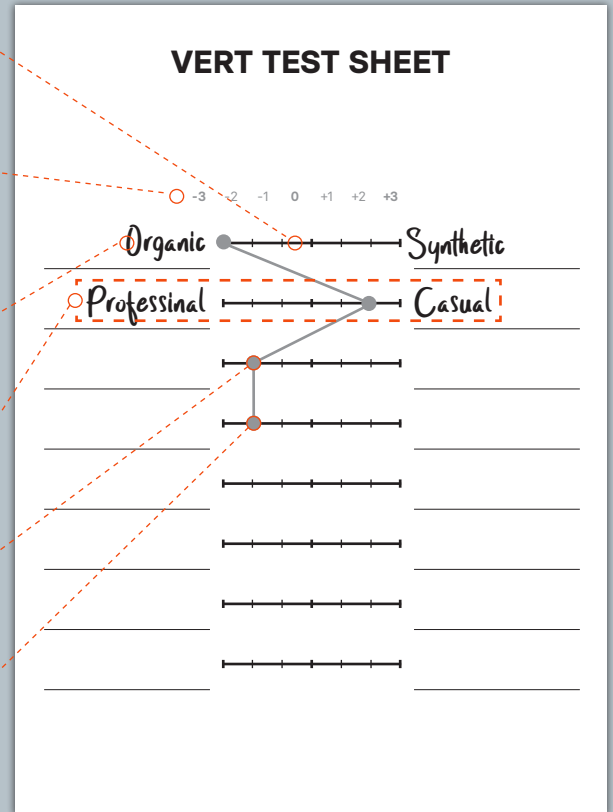 VERT TEST SHEET
-3 -2 -1 0 +1 +2 +3
Organic Synthetic
Professinal Casual